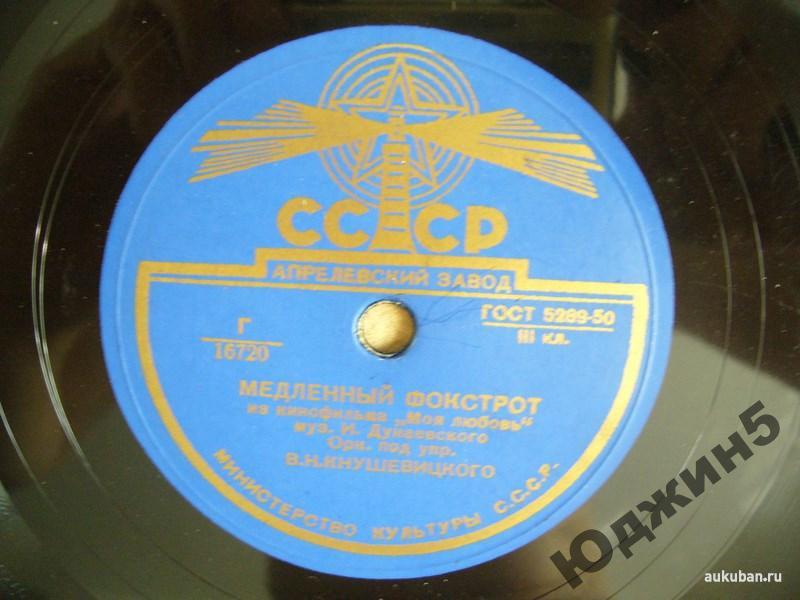 СССР
АПРЕЛЕВСКИЙ ЗАВОД
ГОСТ 5289-50
III кл.
Г
16720
МЕДЛЕННЫЙ ФОКСТРОТ
из кинофильма „Моя любовь“
муз. И. Дунаевского
Орк. под упр.
В.Н.КНУШЕВИЦКОГО
МИНИСТЕРСТВО КУЛЬТУРЫ С.С.С.Р.
ЮДЖИН5
aukuban.ru